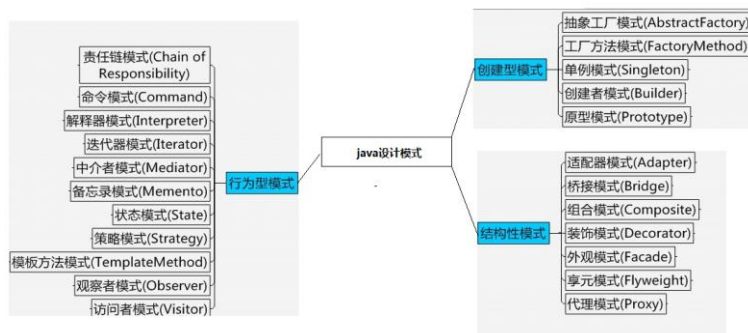 责任链模式(Chain of
Responsibility)
命令模式(Command)
解释器模式(Interpreter)
迭代器模式(Iterator)
中介者模式(Mediator)
备忘录模式(Memento)
状态模式(State)
策略模式(Strategy)
模板方法模式(TemplateMethod)
观察者模式(Observer)
访问者模式(Visitor)
行为型模式
java设计模式
创建型模式
抽象工厂模式(AbstractFactory)
工厂方法模式(FactoryMethod)
单例模式(Singleton)
创建者模式(Builder)
原型模式(Prototype)
结构性模式
适配器模式(Adapter)
桥接模式(Bridge)
组合模式(Composite)
装饰模式(Decorator)
外观模式(Facade)
享元模式(Flyweight)
代理模式(Proxy)